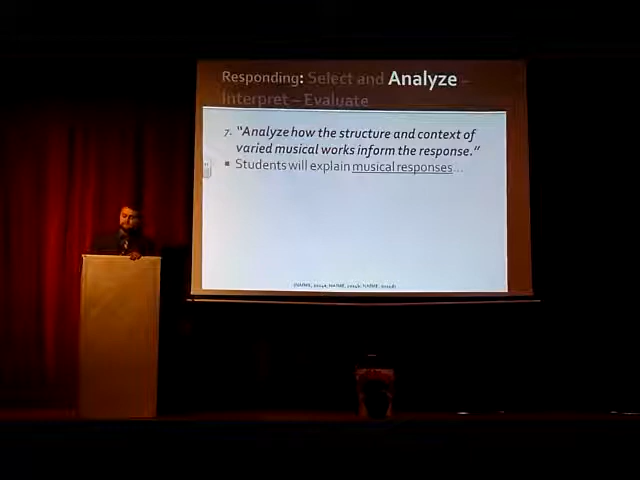 Responding: Select and Analyze –
Interpret – Evaluate
7. “Analyze how the structure and context of
varied musical works inform the response.”
▪ Students will explain musical responses…